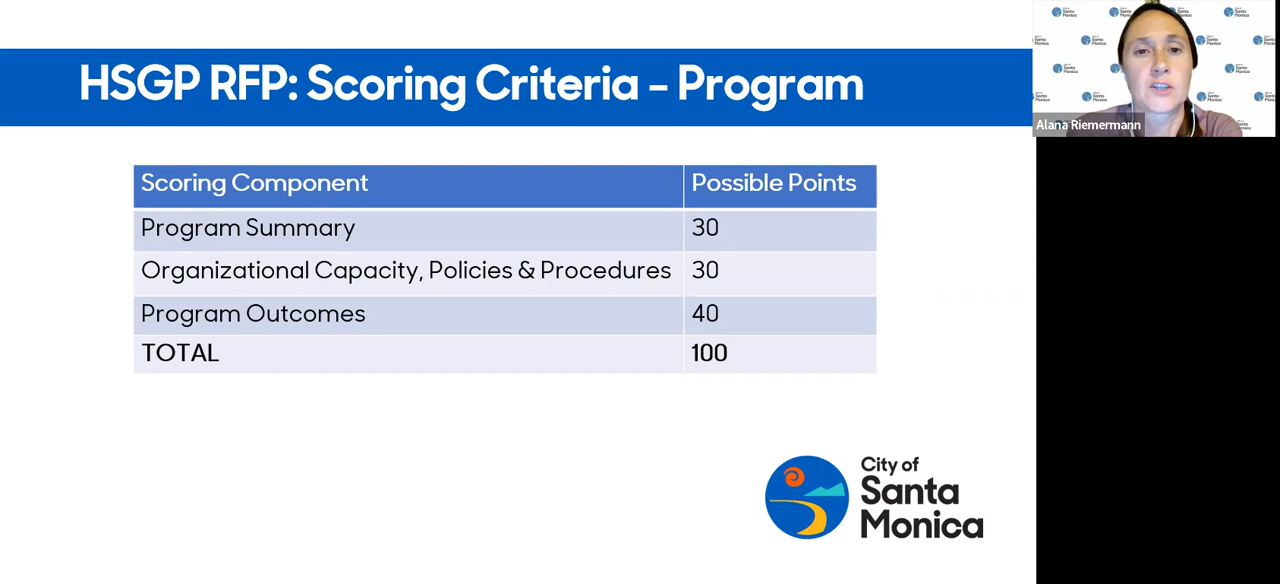 HSGP RFP: Scoring Criteria – Program
Scoring Component Possible Points
Program Summary 30
Organizational Capacity, Policies & Procedures 30
Program Outcomes 40
TOTAL 100
City of
Santa
Monica
Alana Riemermann